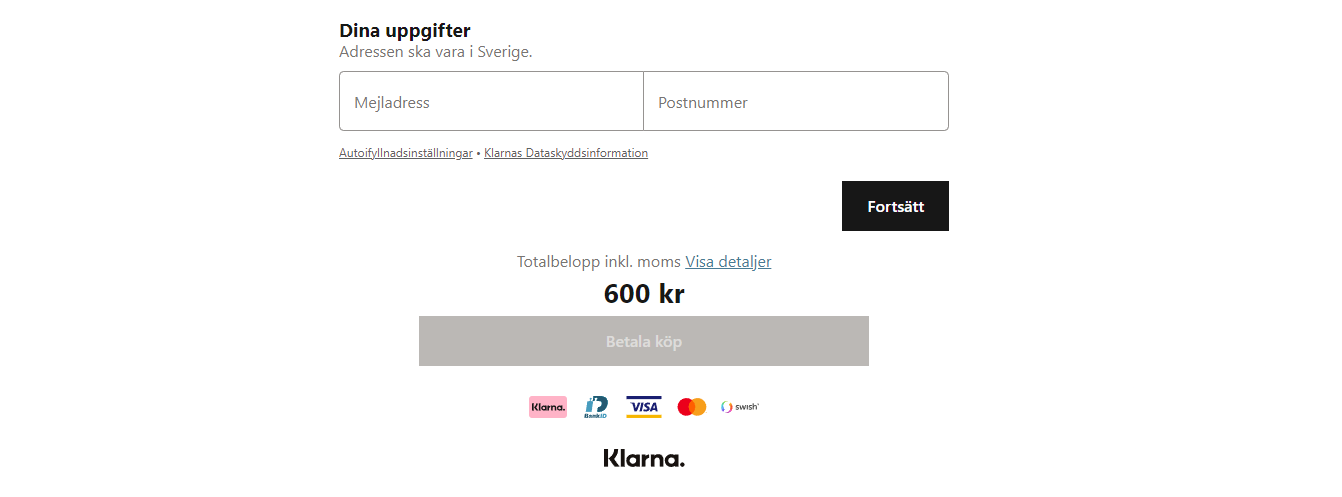 Dina uppgifter
Adressen ska vara i Sverige.
Mejladress Postnummer
Autoifyllnadsinställningar • Klarnas Dataskyddsinformation
Fortsätt
Totalbelopp inkl. moms Visa detaljer
600 kr
Betala köp
Klarna. BankID VISA swish
Klarna.